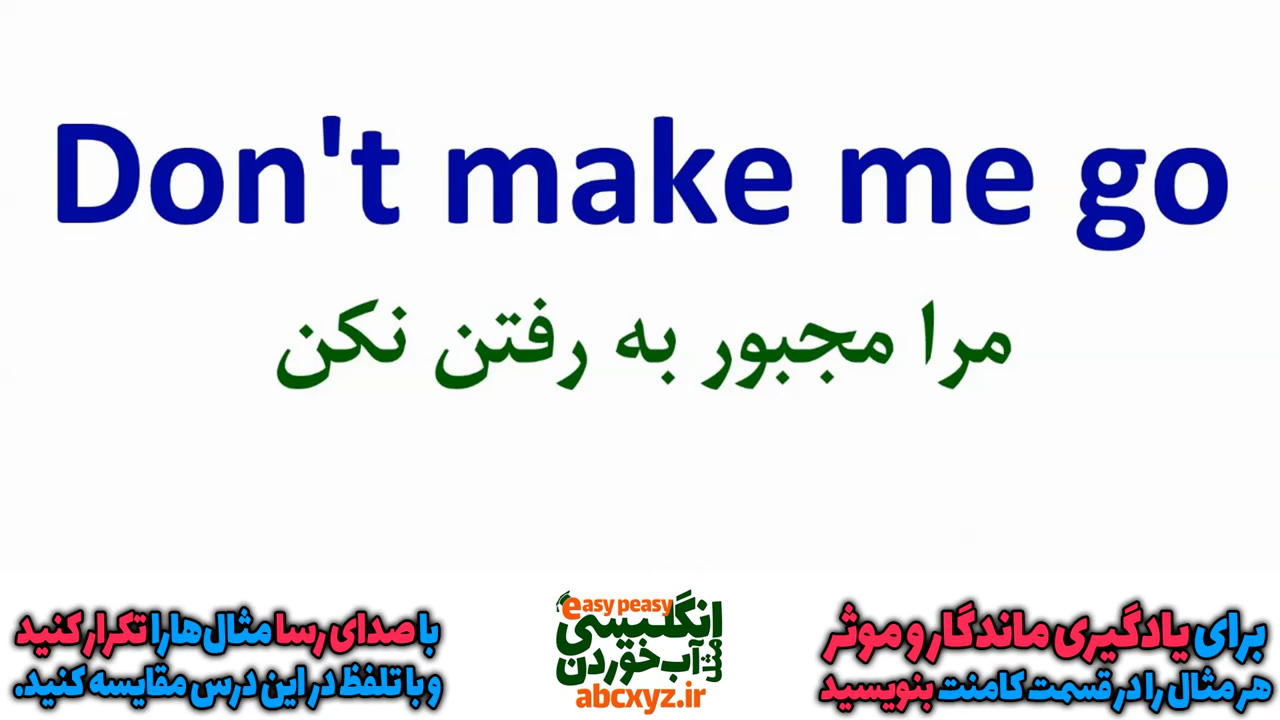 Don't make me go
مرا مجبور به رفتن نکن
برای یادگیری ماندگار و موثر
هر مثال را در قسمت کامنت بنویسید
easy peasy
انگلیسی
مثل آب خوردن
abcxyz.ir
با صدای رسا مثال‌ها را تکرار کنید
و با تلفظ در این درس مقایسه کنید.